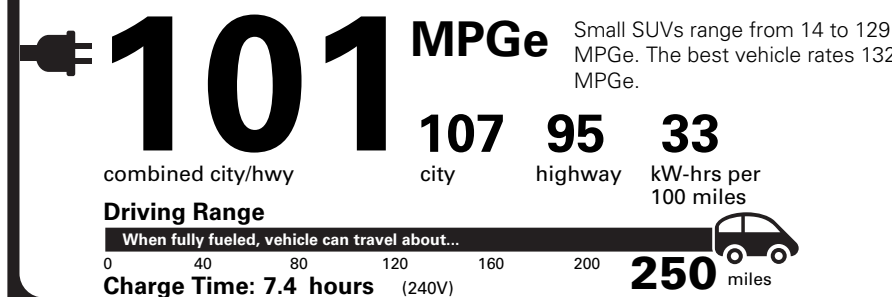 101 MPGe
Small SUVs range from 14 to 129
MPGe. The best vehicle rates 132
MPGe.
107 95 33
combined city/hwy city highway kW-hrs per
100 miles
Driving Range
When fully fueled, vehicle can travel about...
0 40 80 120 160 200 250 miles
Charge Time: 7.4 hours (240V)